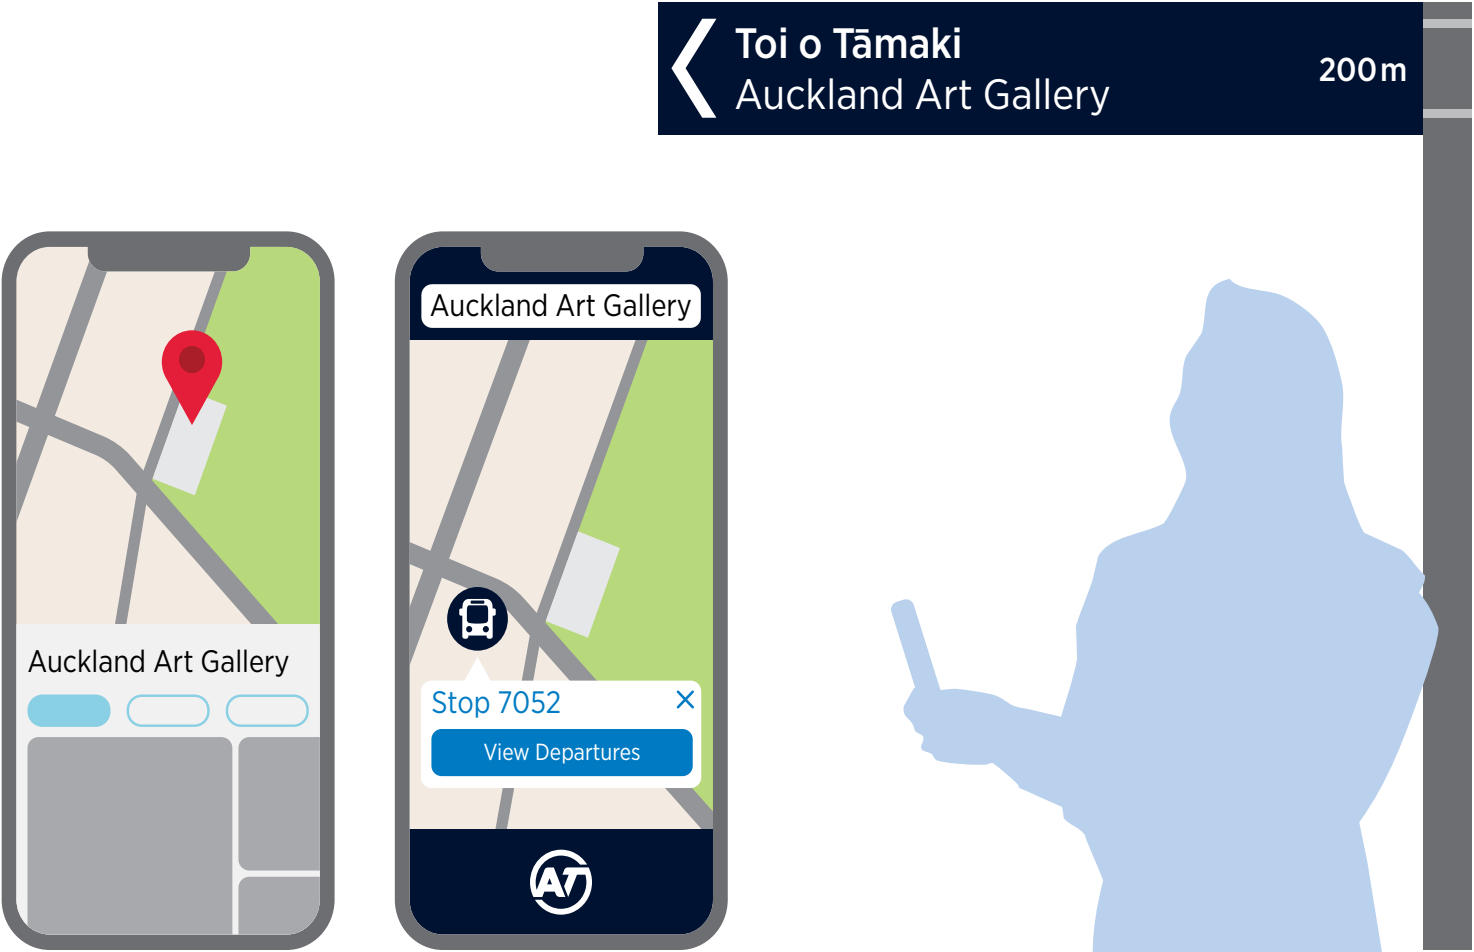 Toi o Tāmaki
Auckland Art Gallery
200m
Auckland Art Gallery
Auckland Art Gallery
Stop 7052
View Departures
AT